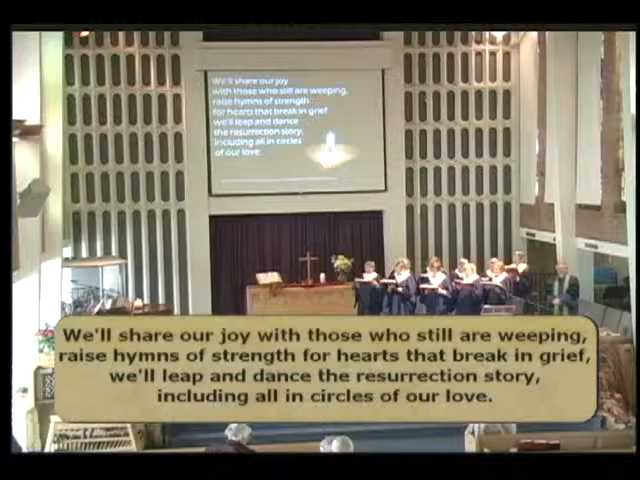 We'll share our joy
with those who still are weeping,
raise hymns of strength
for hearts that break in grief
we'll leap and dance
the resurrection story,
including all in circles
of our love.
We'll share our joy with those who still are weeping,
raise hymns of strength for hearts that break in grief,
we'll leap and dance the resurrection story,
including all in circles of our love.